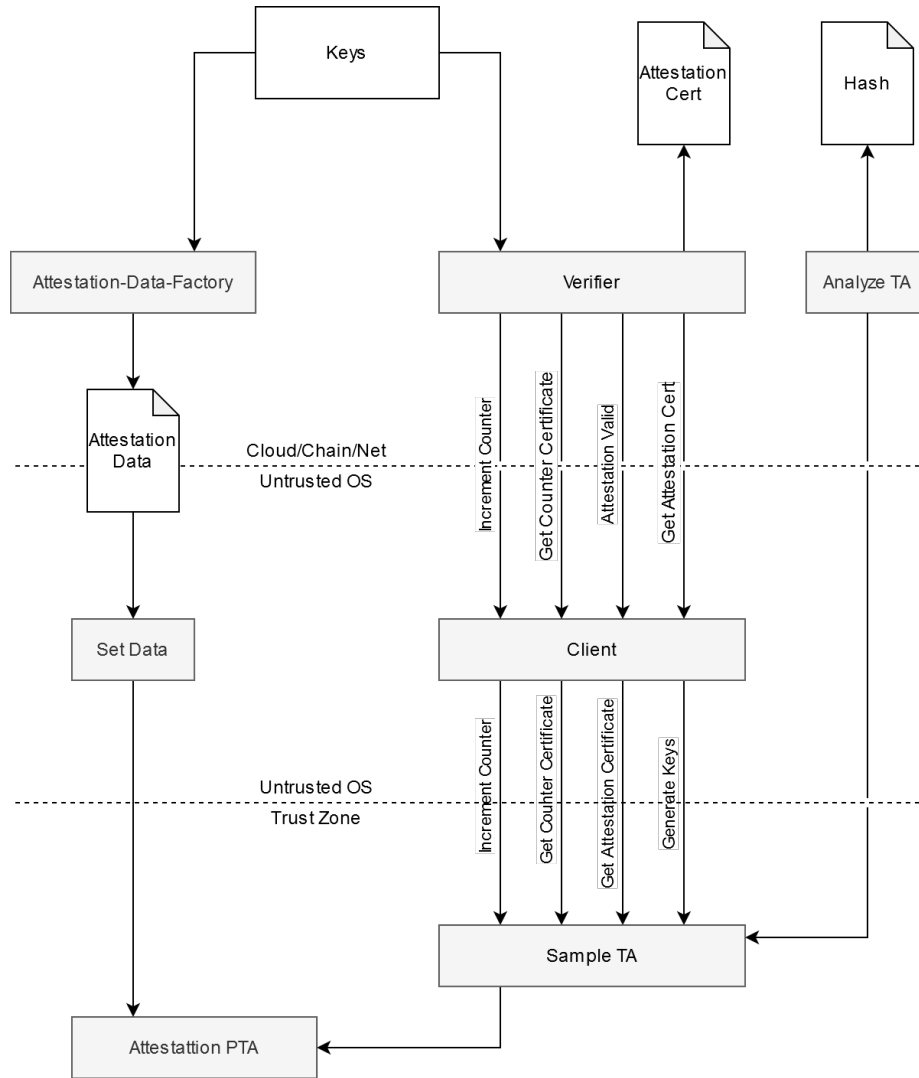 Keys
Attestation
Cert
Hash
Attestation-Data-Factory
Verifier
Analyze TA
Attestation
Data
Increment Counter
Get Counter Certificate
Attestation Valid
Get Attestation Cert
Cloud/Chain/Net
Untrusted OS
Set Data
Client
Increment Counter
Get Counter Certificate
Get Attestation Certificate
Generate Keys
Untrusted OS
Trust Zone
Sample TA
Attestattion PTA